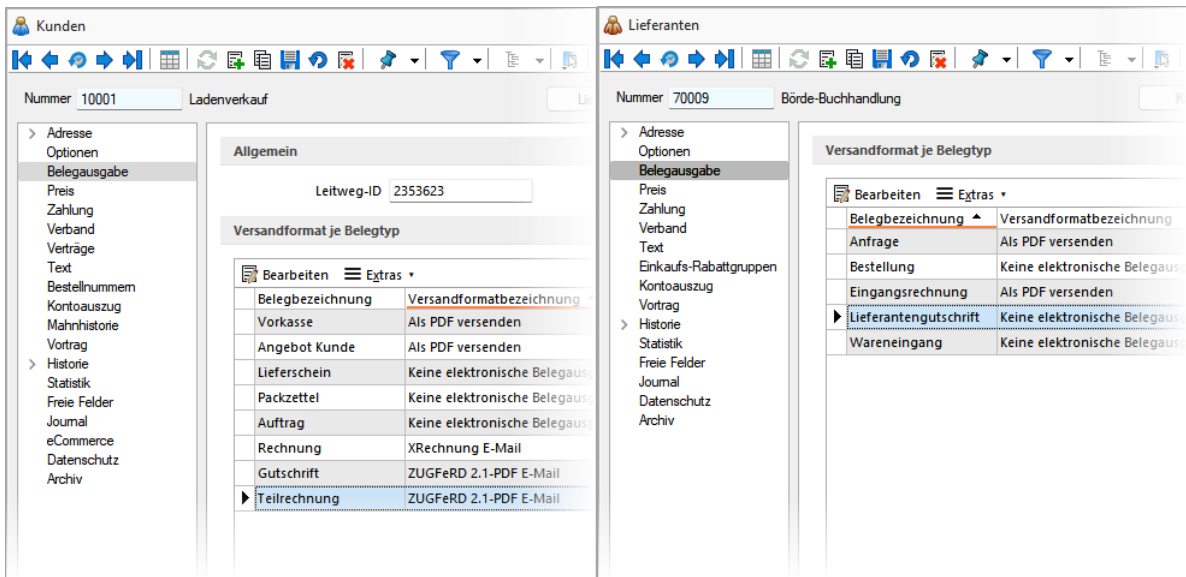 Kunden
Nummer 10001 Ladenverkauf
Adresse
Optionen
Belegausgabe
Preis
Zahlung
Verband
Verträge
Text
Bestellnummern
Kontoauszug
Mahnhistorie
Vortrag
Historie
Statistik
Freie Felder
Journal
eCommerce
Datenschutz
Archiv
Allgemein
Leitweg-ID 2353623
Versandformat je Belegtyp
Bearbeiten Extras
Belegbezeichnung Versandformatbezeichnung
Vorkasse Als PDF versenden
Angebot Kunde Als PDF versenden
Lieferschein Keine elektronische Belegausg
Packzettel Keine elektronische Belegausg
Auftrag Keine elektronische Belegausg
Rechnung XRechnung E-Mail
Gutschrift ZUGFeRD 2.1-PDF E-Mail
Teilrechnung ZUGFeRD 2.1-PDF E-Mail
Lieferanten
Nummer 70009 Börde-Buchhandlung
Adresse
Optionen
Belegausgabe
Preis
Zahlung
Verband
Text
Einkaufs-Rabattgruppen
Kontoauszug
Vortrag
Historie
Statistik
Freie Felder
Journal
Datenschutz
Archiv
Versandformat je Belegtyp
Bearbeiten Extras
Belegbezeichnung Versandformatbezeichnung
Anfrage Als PDF versenden
Bestellung Keine elektronische Belegausg
Eingangsrechnung Als PDF versenden
Lieferantengutschrift Keine elektronische Belegausg
Wareneingang Keine elektronische Belegausg